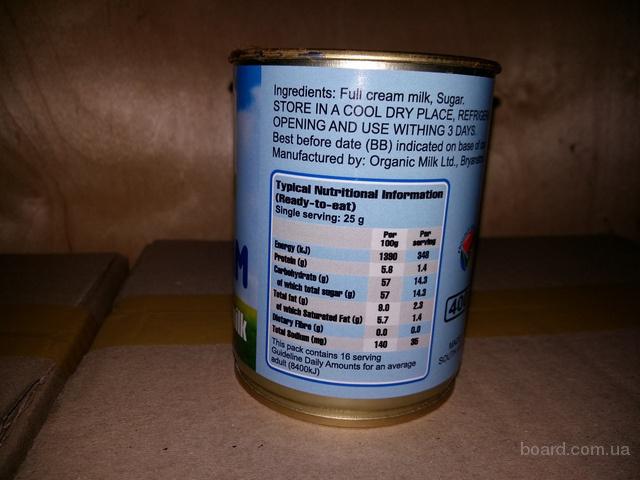 Ingredients: Full cream milk, Sugar.
STORE IN A COOL DRY PLACE, REFRIGE
OPENING AND USE WITHING 3 DAYS.
Best before date (BB) indicated on base of
Manufactured by: Organic Milk Ltd.,
Typical Nutritional Information
(Ready-to-eat)
Single serving: 25 g
Per 100g Per serving
Energy (kJ) 1390 348
Protein (g) 5.8 1.4
Carbohydrate (g) 57 14.3
of which total sugar (g) 57 14.3
Total fat (g) 9.0 2.3
of which Saturated Fat (g) 5.7 1.4
Dietary Fibre (g) 0.0 0.0
Total Sodium (mg) 140 35
This pack contains 16 serving
Guideline Daily Amounts for an average
adult (8400kJ)
M
ilk
400
MA
SOUTH
board.com.ua